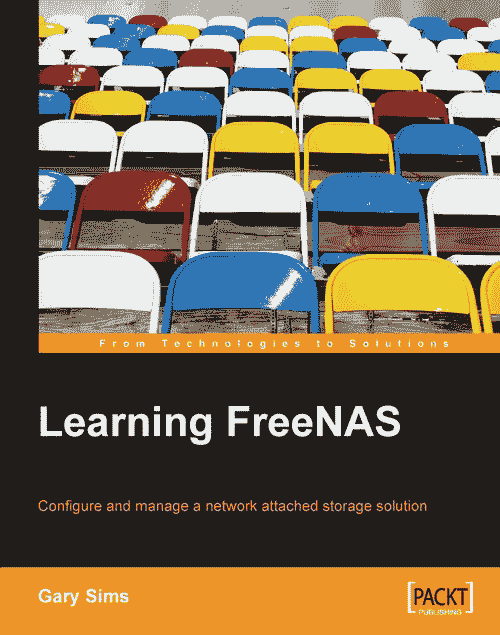 From Technologies to Solutions
Learning FreeNAS
Configure and manage a network attached storage solution
Gary Sims
[PACKT]
PUBLISHING